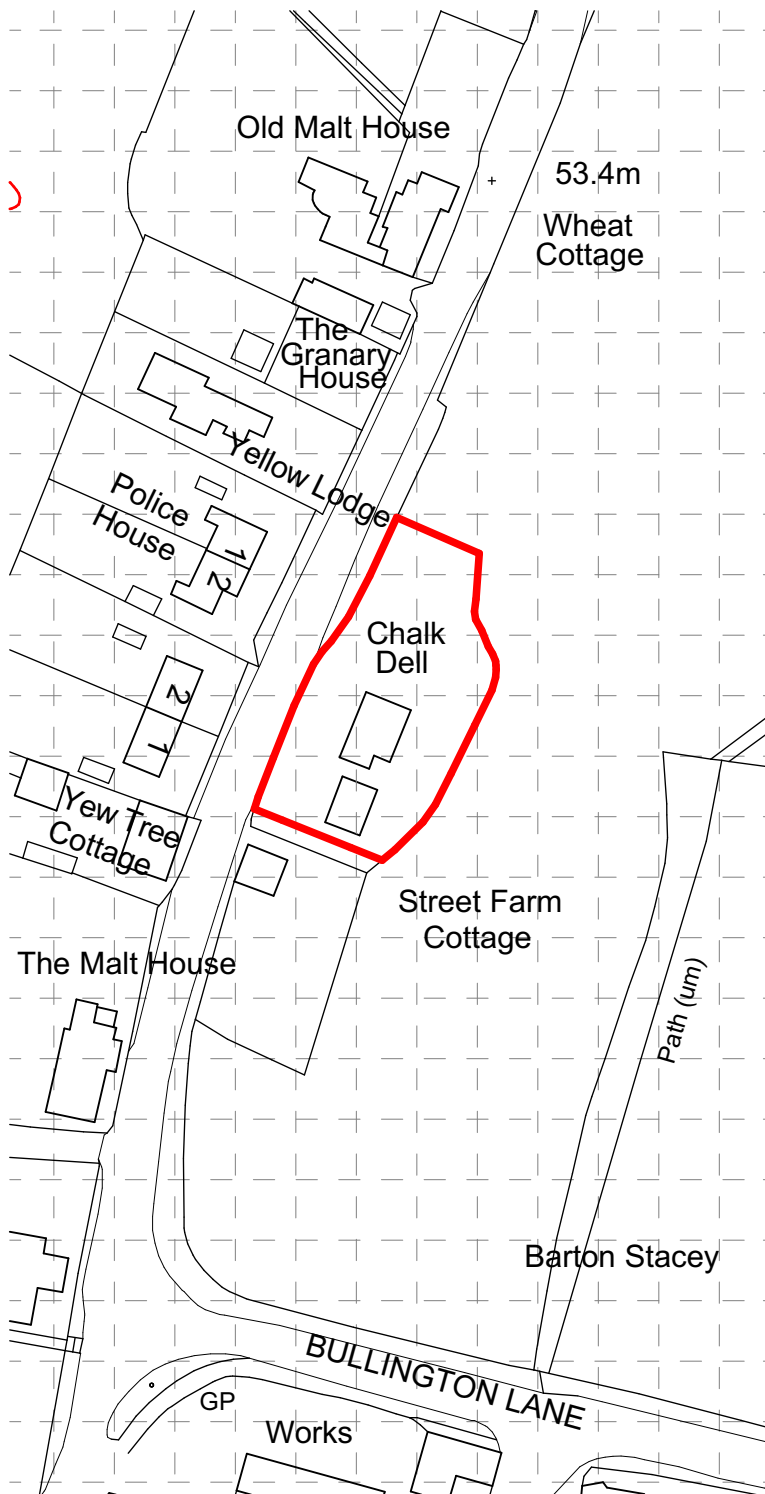 Old Malt House
53.4m
Wheat
Cottage
The
Granary
House
Yellow Lodge
Police
House
1
2
Chalk
Dell
2
1
Yew Tree
Cottage
Street Farm
Cottage
The Malt House
Path (um)
Barton Stacey
BULLINGTON LANE
GP
Works